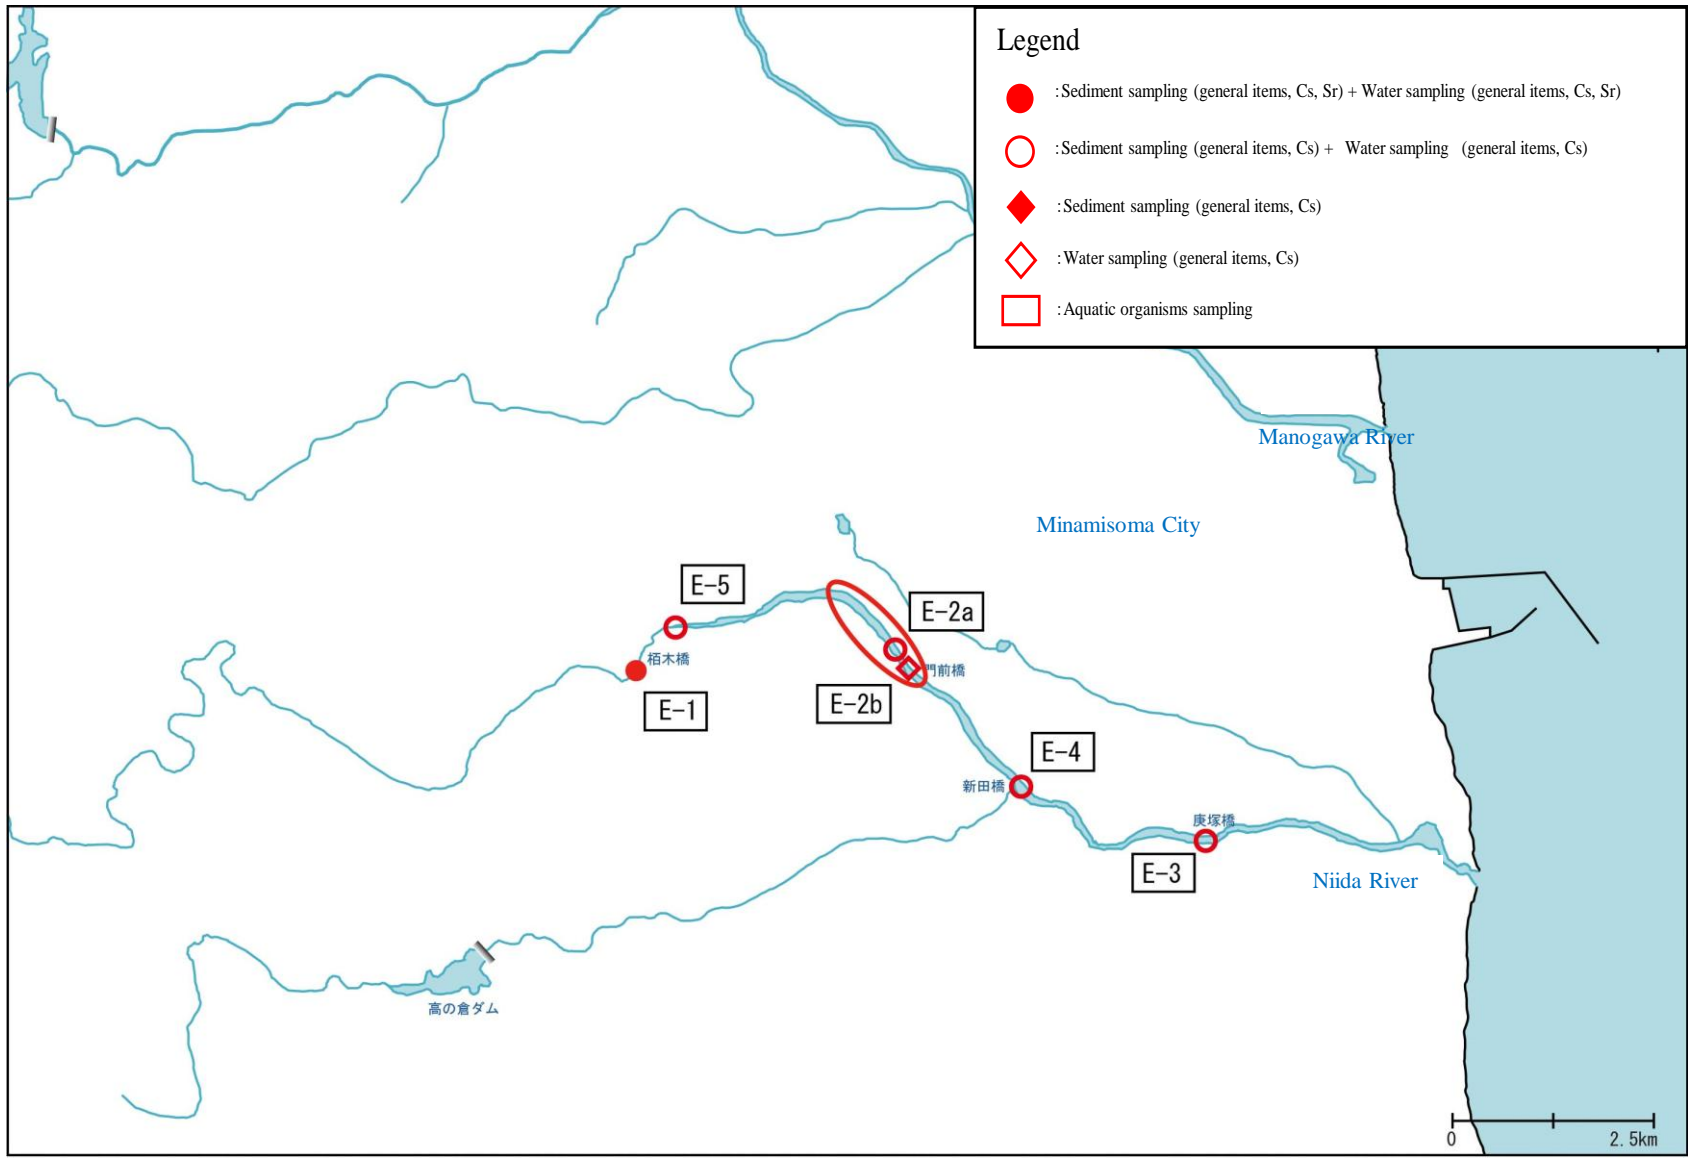 Legend
:Sediment sampling (general items, Cs, Sr) + Water sampling (general items, Cs, Sr)
:Sediment sampling (general items, Cs) + Water sampling (general items, Cs)
:Sediment sampling (general items, Cs)
:Water sampling (general items, Cs)
:Aquatic organisms sampling
Manogawa River
Minamisoma City
E-5
E-2a
栢木橋
門前橋
E-1
E-2b
E-4
新田橋
庚塚橋
E-3
Niida River
高の倉ダム
0 2.5km